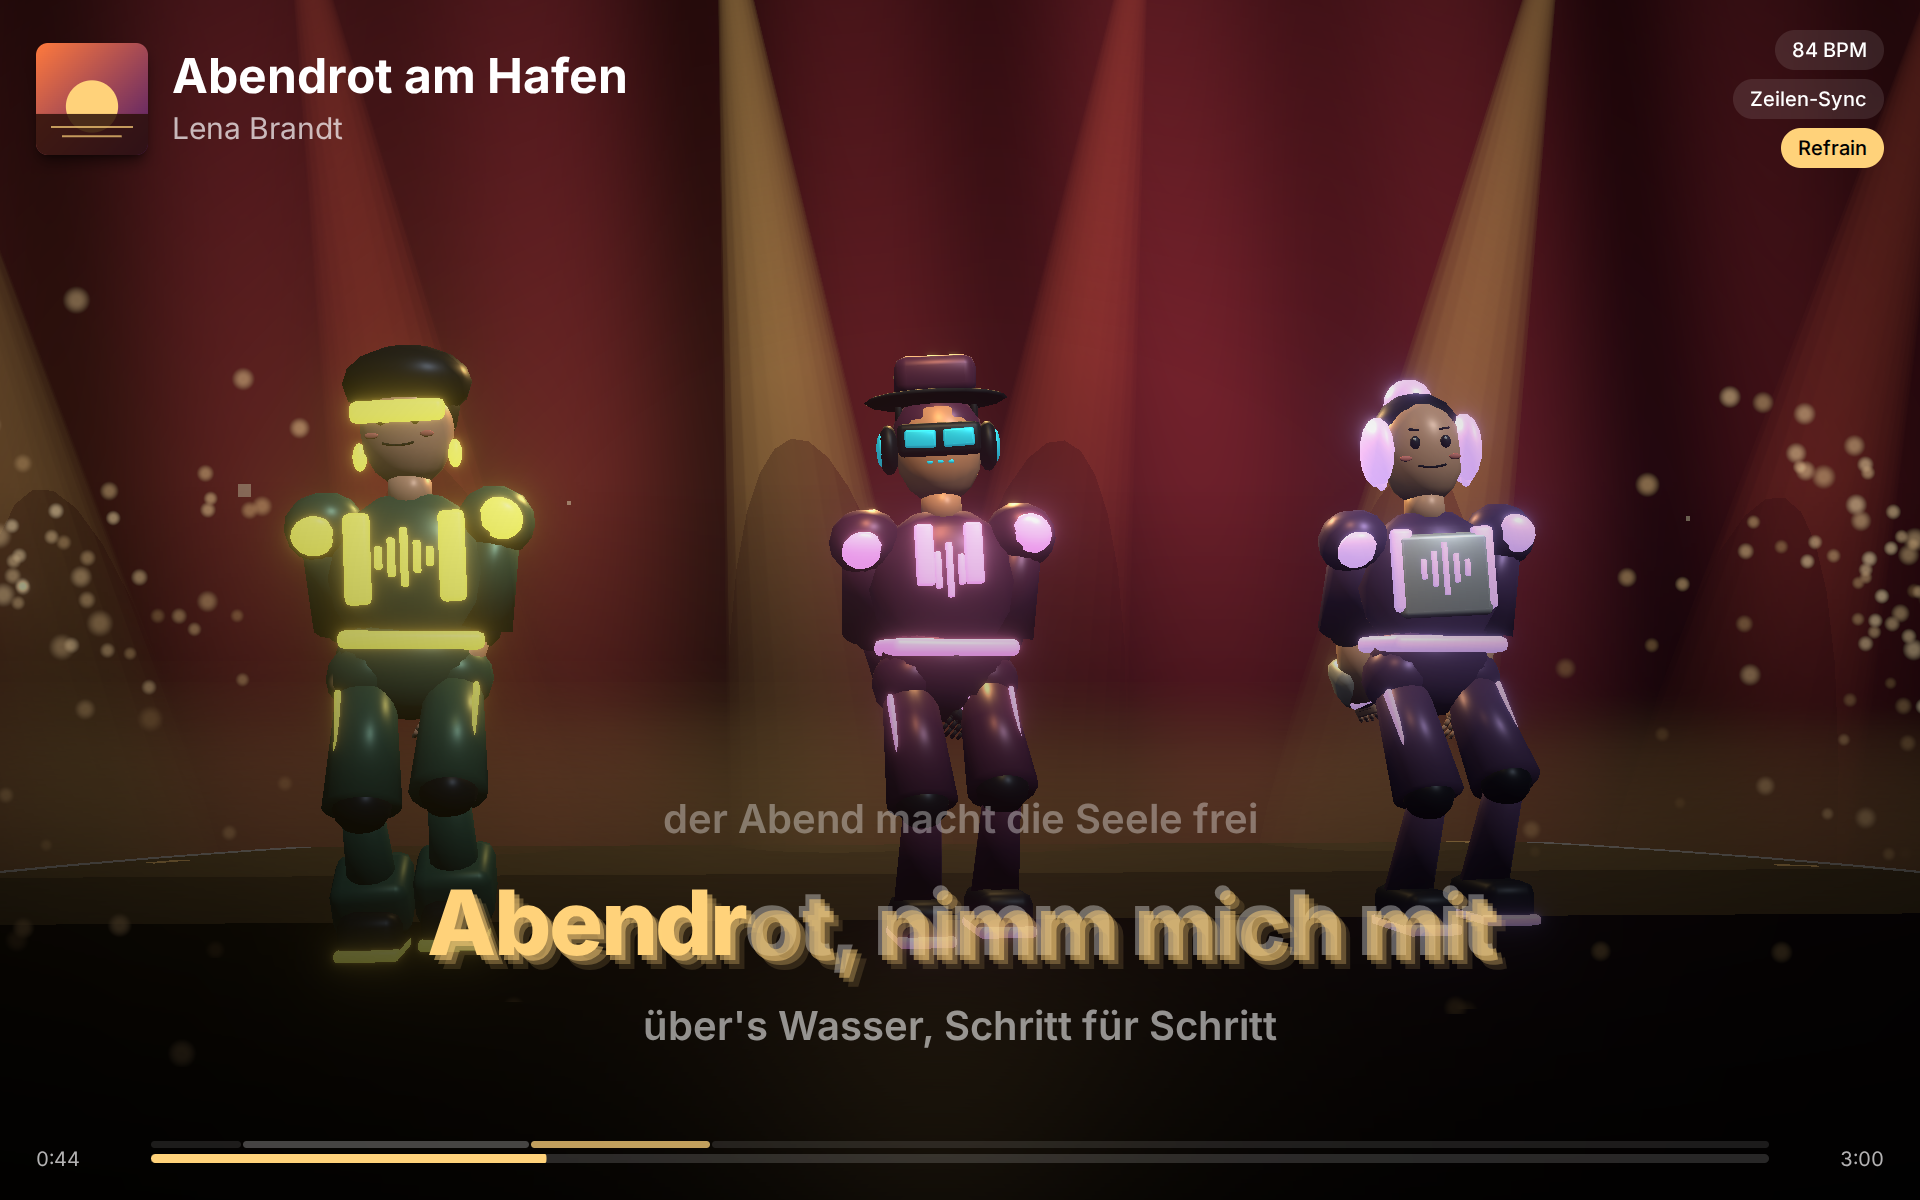 Abendrot am Hafen
Lena Brandt
84 BPM
Zeilen-Sync
Refrain
der Abend macht die Seele frei
Abendrot, nimm mich mit
über's Wasser, Schritt für Schritt
0:44
3:00